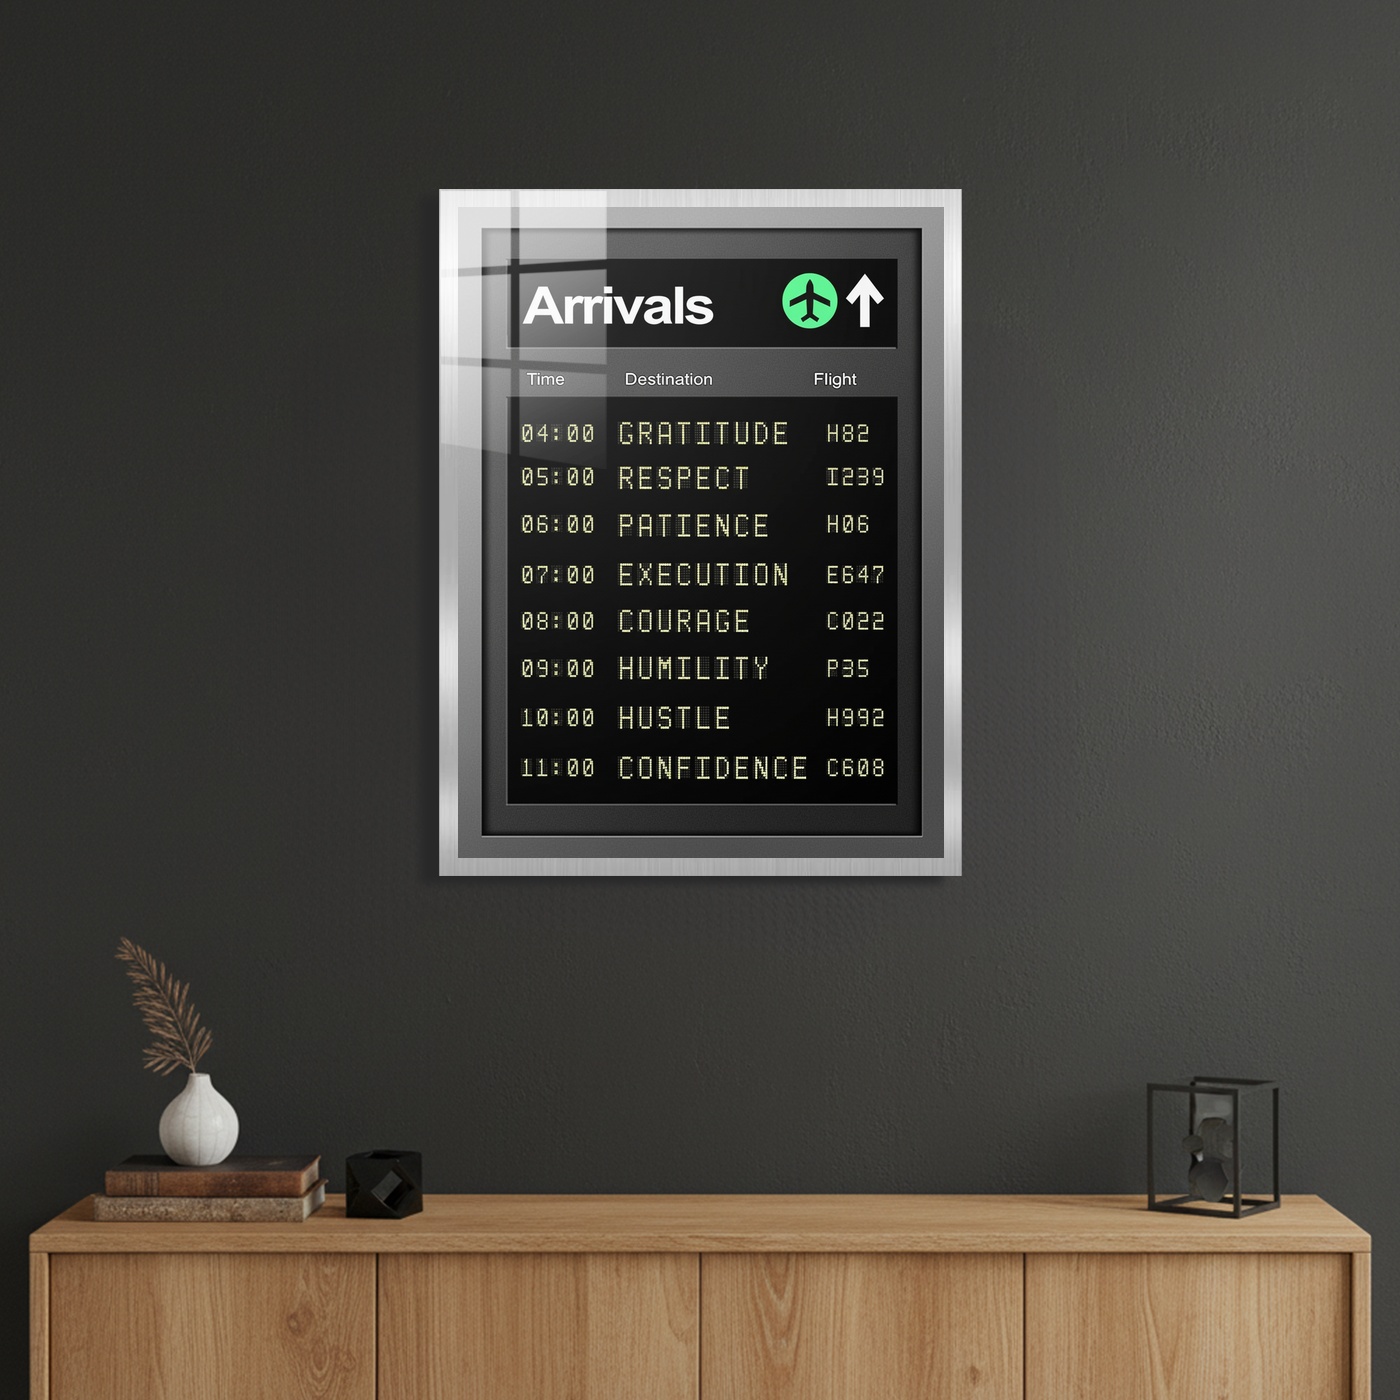 Arrivals
Time Destination Flight
04:00 GRATITUDE H82
05:00 RESPECT I239
06:00 PATIENCE H06
07:00 EXECUTION E647
08:00 COURAGE C022
09:00 HUMILITY P35
10:00 HUSTLE H992
11:00 CONFIDENCE C608